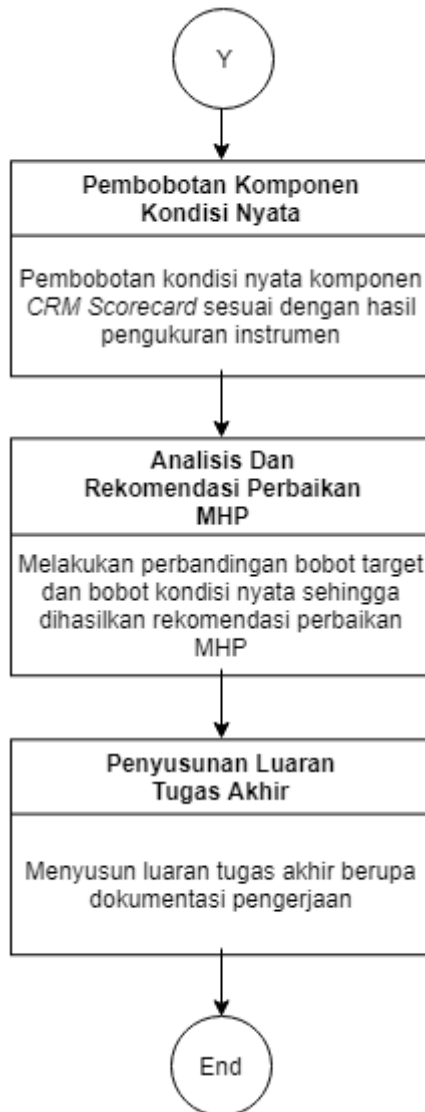 Y
Pembobotan Komponen
Kondisi Nyata
Pembobotan kondisi nyata komponen
CRM Scorecard sesuai dengan hasil
pengukuran instrumen
Analisis Dan
Rekomendasi Perbaikan
MHP
Melakukan perbandingan bobot target
dan bobot kondisi nyata sehingga
dihasilkan rekomendasi perbaikan
MHP
Penyusunan Luaran
Tugas Akhir
Menyusun luaran tugas akhir berupa
dokumentasi pengerjaan
End